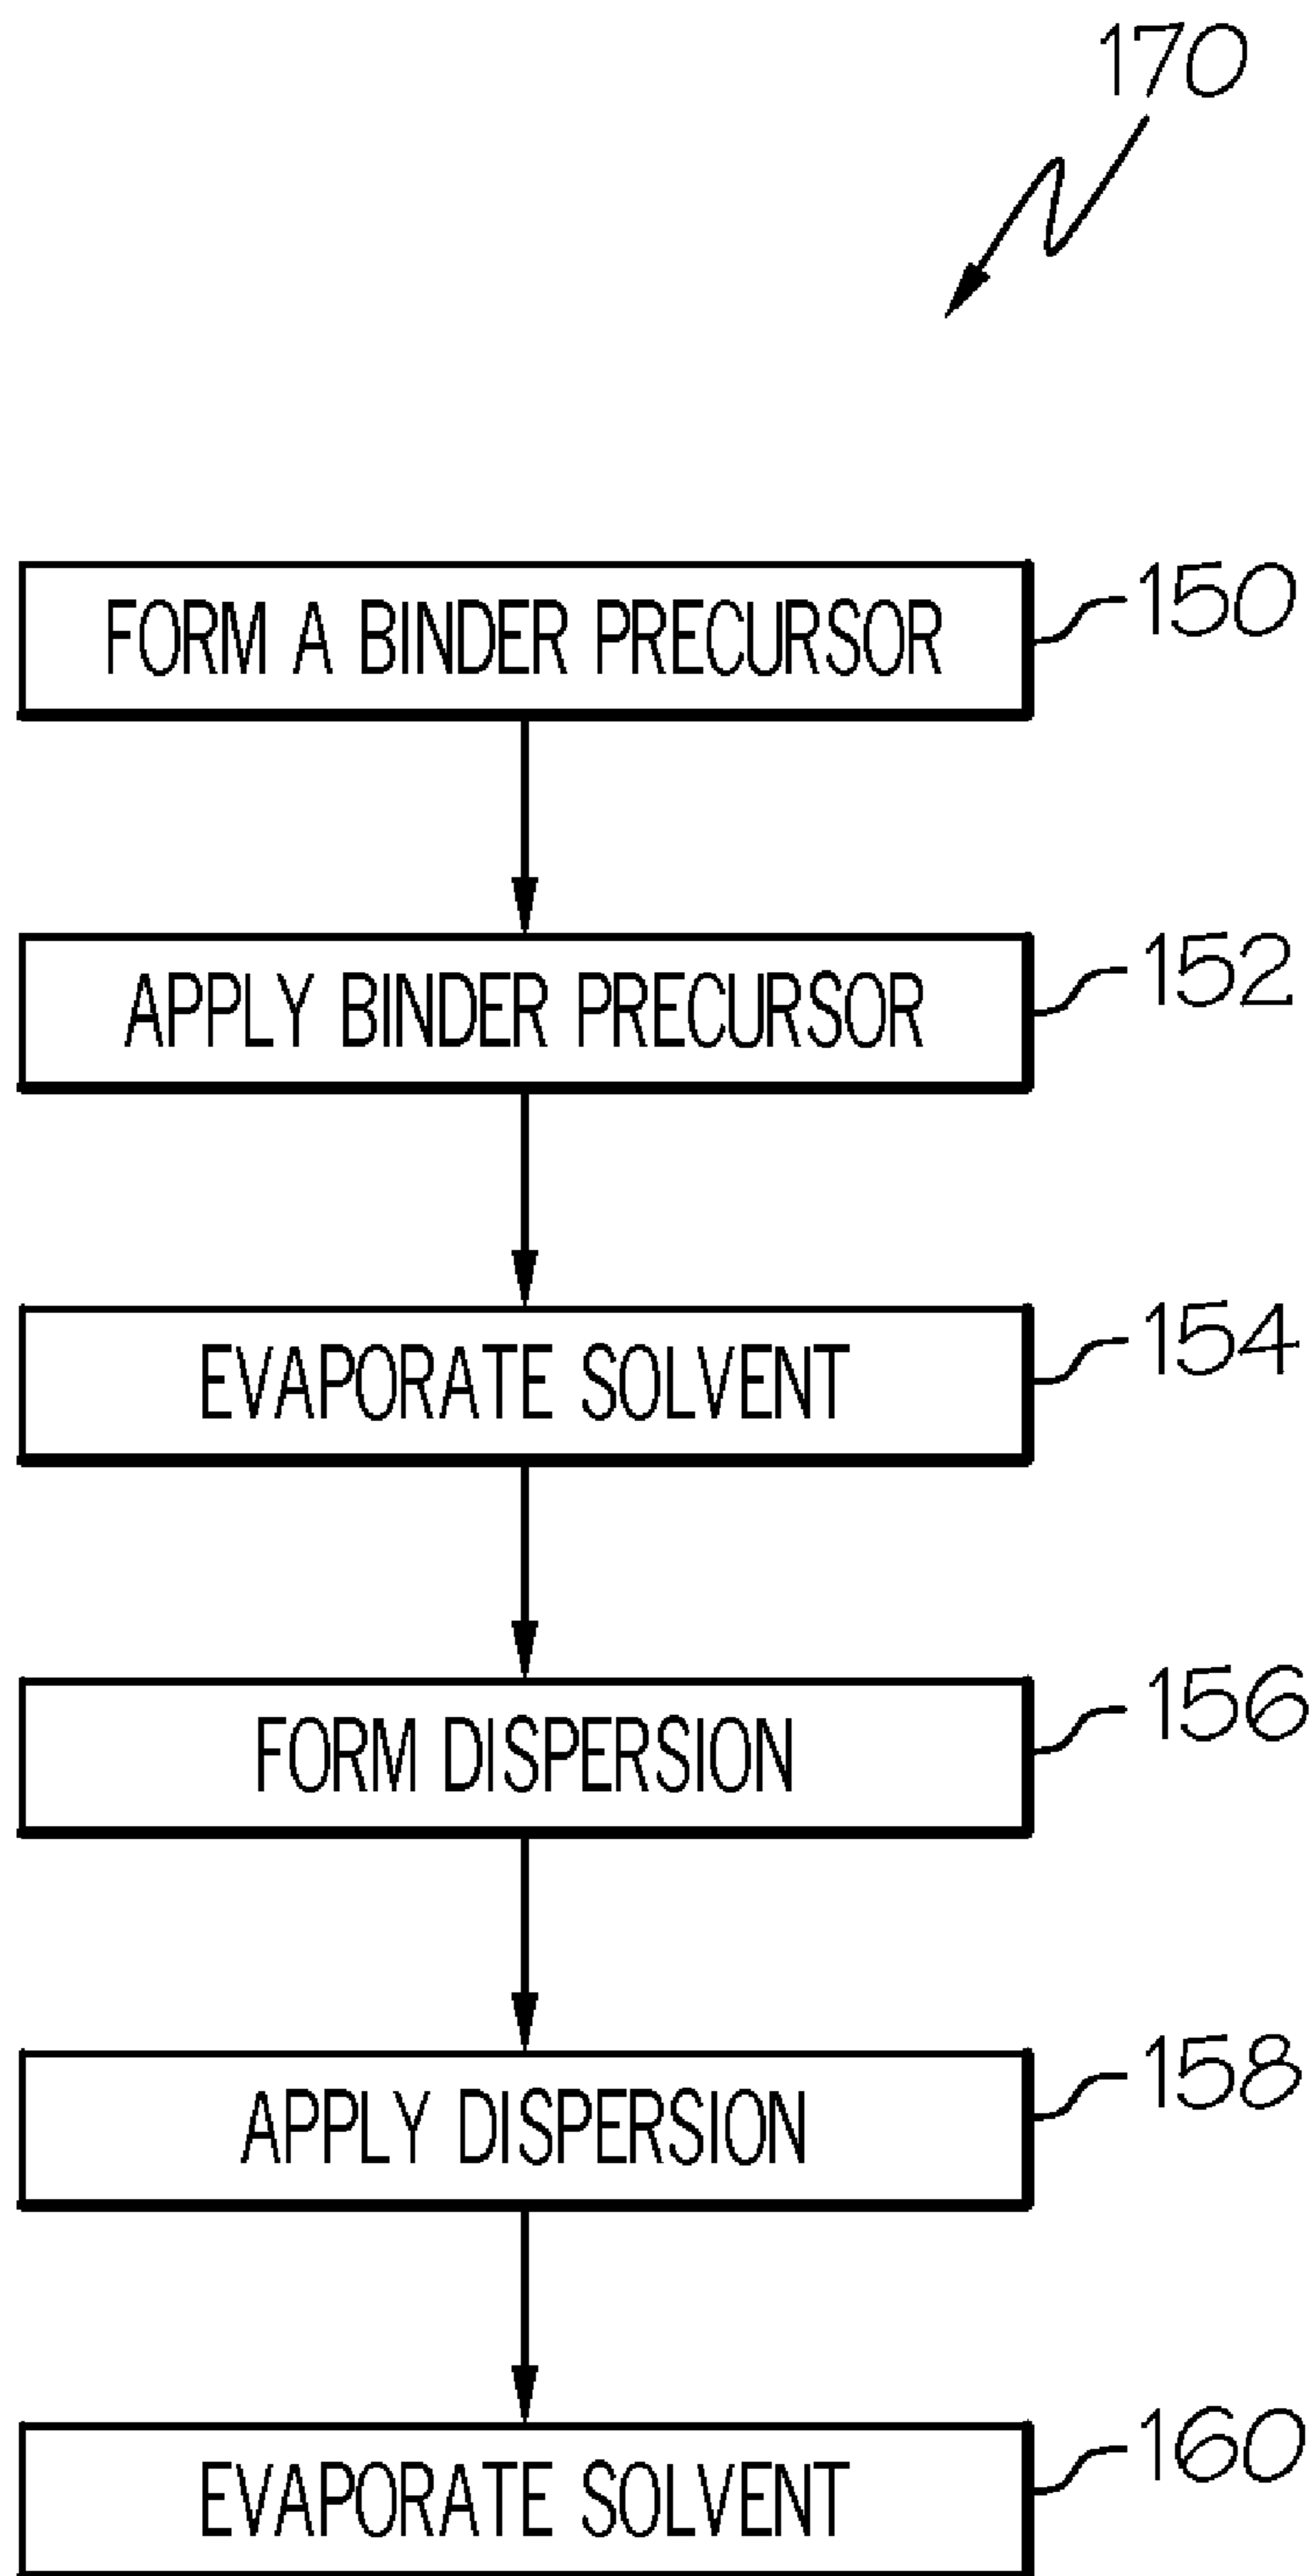 170
FORM A BINDER PRECURSOR 150
APPLY BINDER PRECURSOR 152
EVAPORATE SOLVENT 154
FORM DISPERSION 156
APPLY DISPERSION 158
EVAPORATE SOLVENT 160